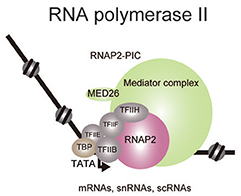 RNA polymerase II
RNAP2-PIC
Mediator complex
MED26
TFIIH
TFIIF
TFIIE
RNAP2
TBP
TFIIB
TATA
mRNAs, snRNAs, scRNAs